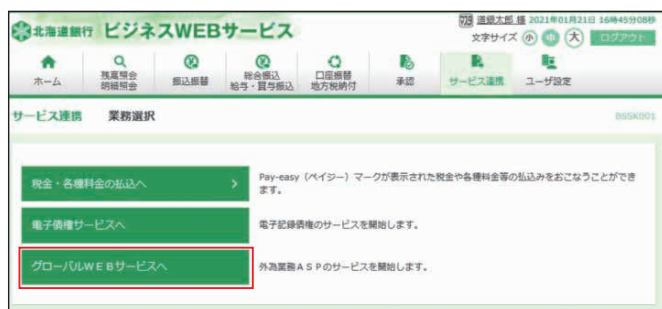 北海道銀行 ビジネスWEBサービス
道銀太郎 様 2021年01月21日 16時45分08秒
文字サイズ 小 中 大 ログアウト
ホーム
残高照会
明細照会
振込振替
総合振込
給与・賞与振込
口座振替
地方税納付
承認
サービス連携
ユーザ設定
サービス連携 業務選択
BSSK001
税金・各種料金の払込へ
Pay-easy（ペイジー）マークが表示された税金や各種料金等の払込みをおこなうことができ
ます。
電子債権サービスへ
電子記録債権のサービスを開始します。
グローバルWEBサービスへ
外為業務ASPのサービスを開始します。